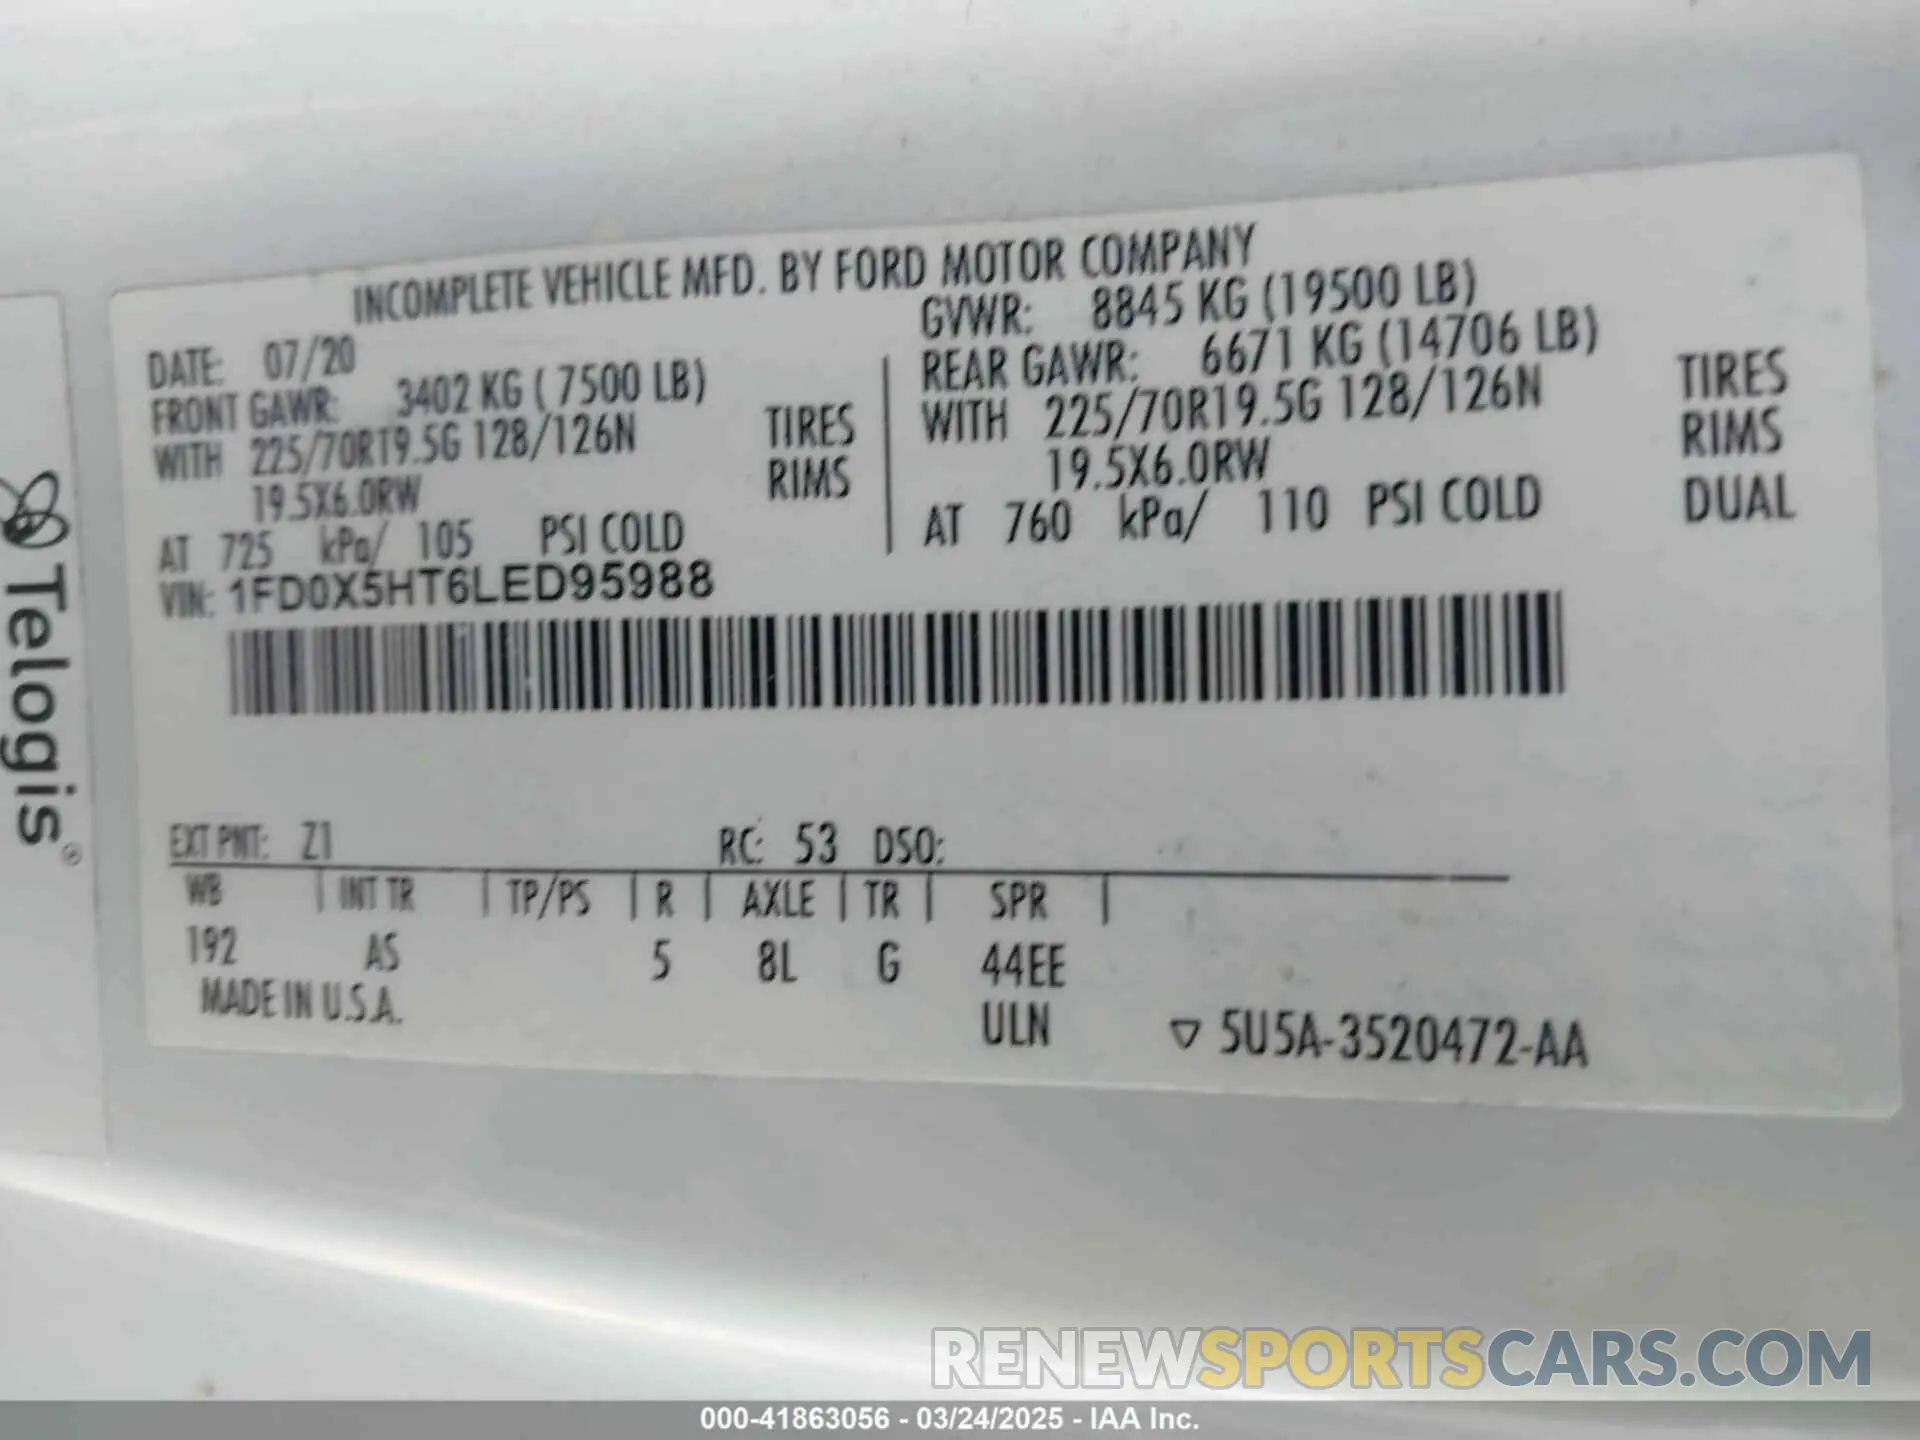 INCOMPLETE VEHICLE MFD. BY FORD MOTOR COMPANY
DATE: 07/20
FRONT GAWR: 3402 KG ( 7500 LB)
WITH 225/70R19.5G 128/126N TIRES
19.5X6.0RW RIMS
AT 725 kPa/ 105 PSI COLD
GVWR: 8845 KG (19500 LB)
REAR GAWR: 6671 KG (14706 LB)
WITH 225/70R19.5G 128/126N TIRES
19.5X6.0RW RIMS
AT 760 kPa/ 110 PSI COLD DUAL
VIN: 1FD0X5HT6LED95988
EXT PNT: Z1 RC: 53 DSO:
WB | INT TR | TP/PS | R | AXLE | TR | SPR |
192 AS 5 8L G 44EE
MADE IN U.S.A. ULN ▽ 5U5A-3520472-AA
Telogis®
RENEWSPORTSCARS.COM
000-41863056 - 03/24/2025 - IAA Inc.